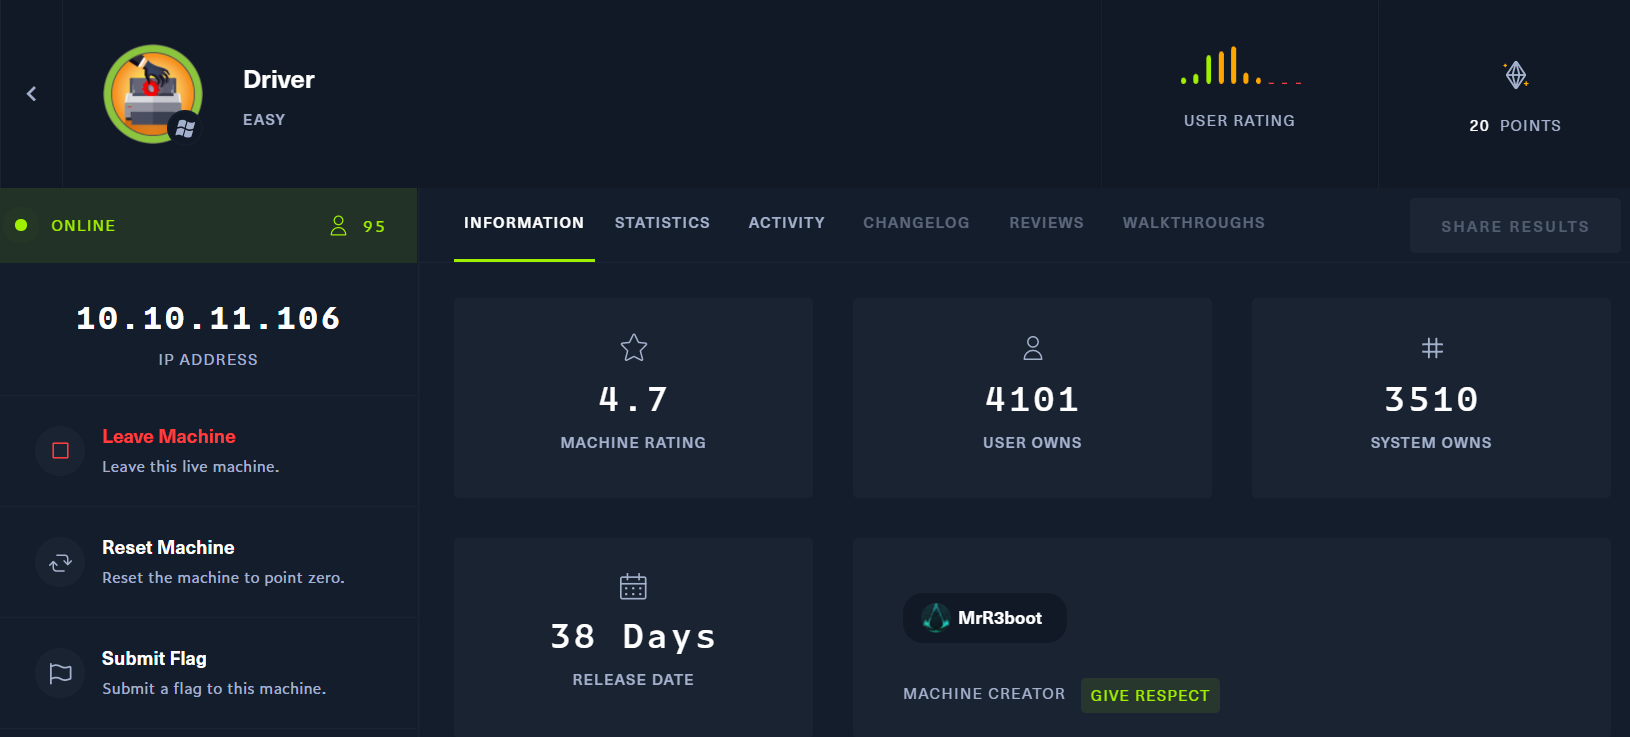 Driver
EASY
USER RATING
20 POINTS
ONLINE
95
INFORMATION STATISTICS ACTIVITY CHANGELOG REVIEWS WALKTHROUGHS
SHARE RESULTS
10.10.11.106
IP ADDRESS
Leave Machine
Leave this live machine.
Reset Machine
Reset the machine to point zero.
Submit Flag
Submit a flag to this machine.
4.7
MACHINE RATING
4101
USER OWNS
3510
SYSTEM OWNS
38 Days
RELEASE DATE
MrR3boot
MACHINE CREATOR GIVE RESPECT